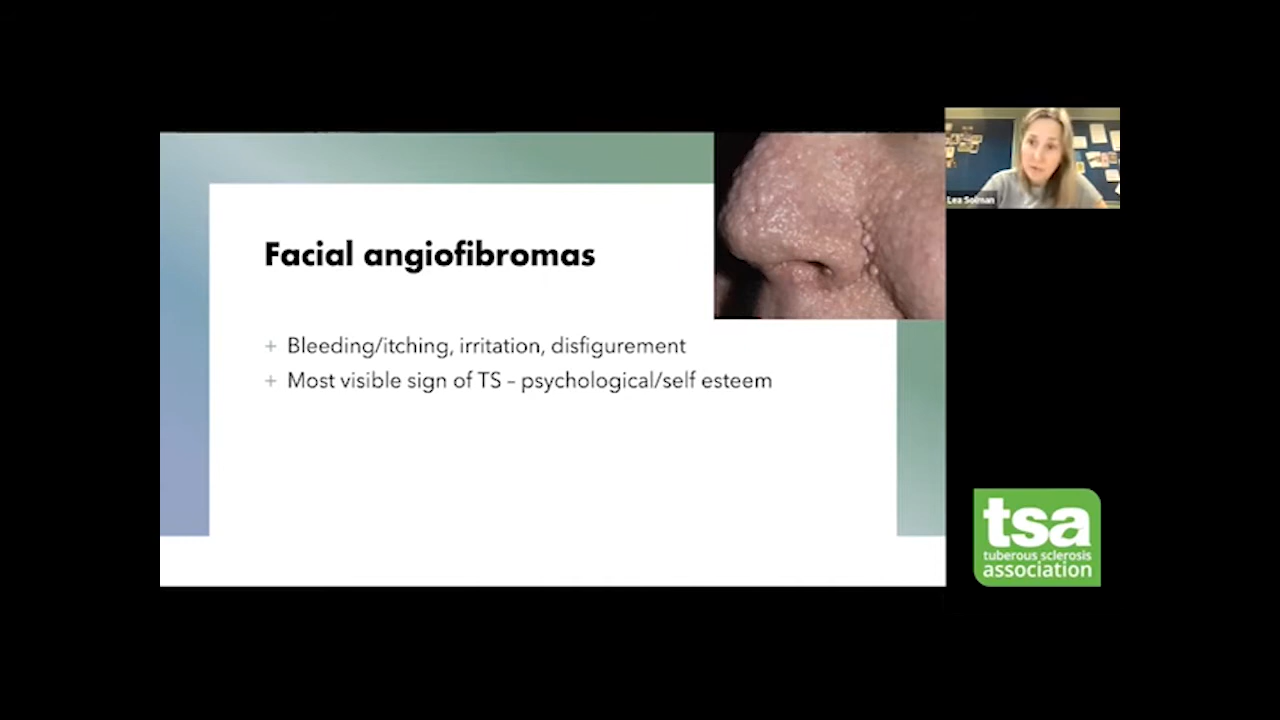 Facial angiofibromas
+ Bleeding/itching, irritation, disfigurement
+ Most visible sign of TS – psychological/self esteem
Lea Solman
tsa
tuberous sclerosis
association